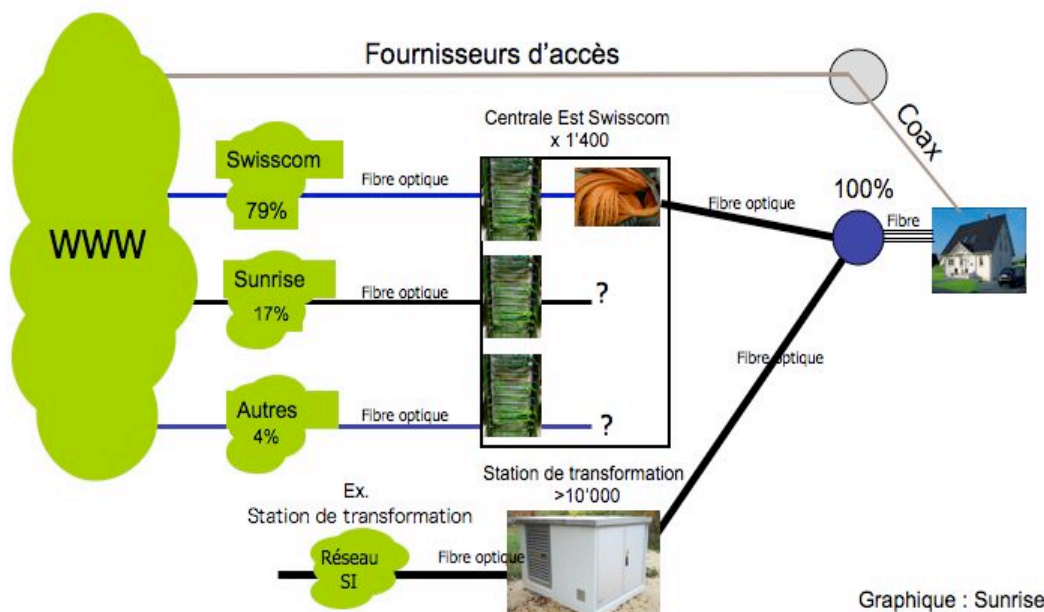 Fournisseurs d'accès
Coax
Centrale Est Swisscom
x 1'400
WWW
Swisscom
79%
Fibre optique
Fibre optique
100%
Fibre
Sunrise
17%
Fibre optique
?
Fibre optique
Autres
4%
Fibre optique
?
Station de transformation
>10'000
Ex.
Station de transformation
Réseau
SI
Fibre optique
Graphique : Sunrise